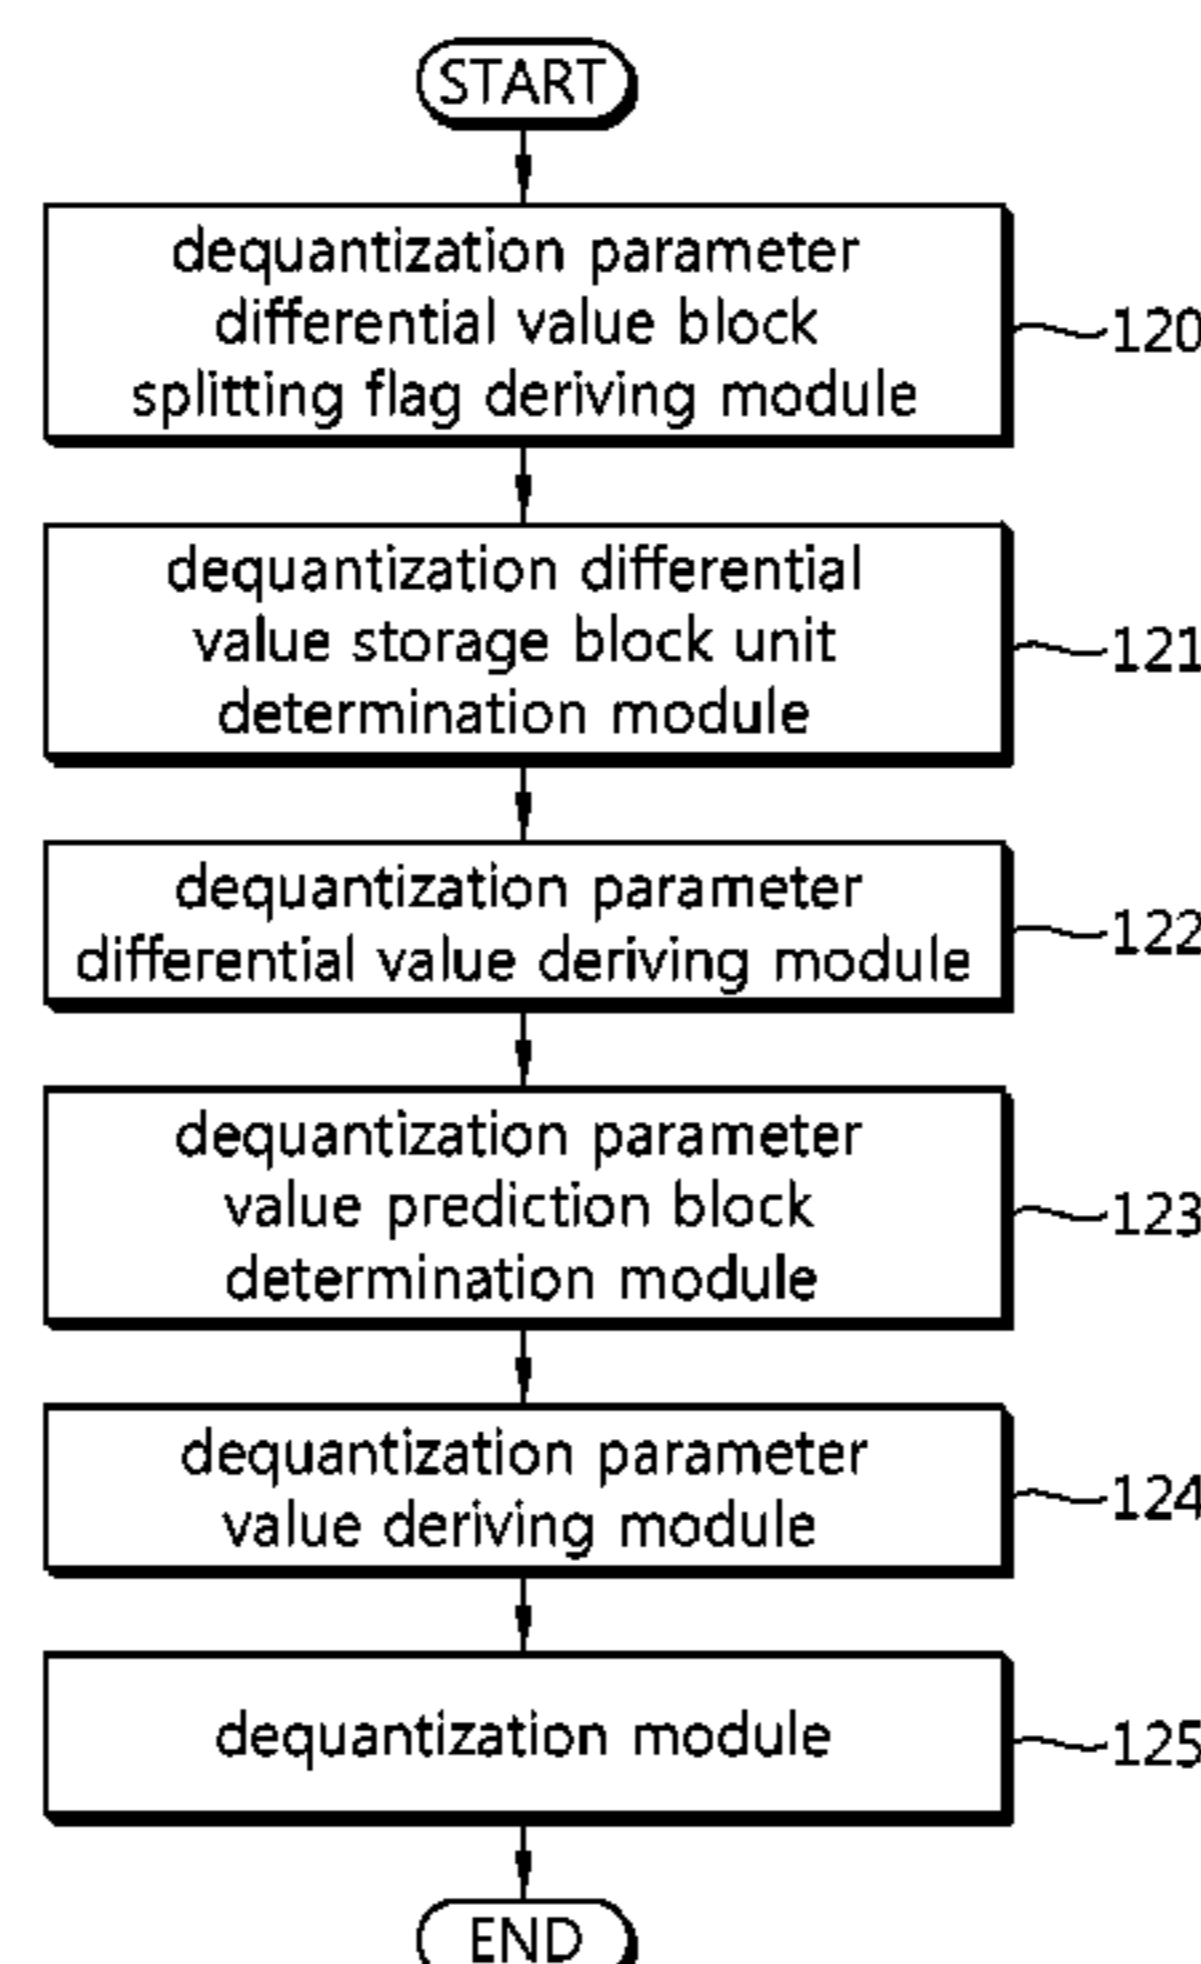 START
dequantization parameter
differential value block
splitting flag deriving module
120
dequantization differential
value storage block unit
determination module
121
dequantization parameter
differential value deriving module
122
dequantization parameter
value prediction block
determination module
123
dequantization parameter
value deriving module
124
dequantization module
125
END